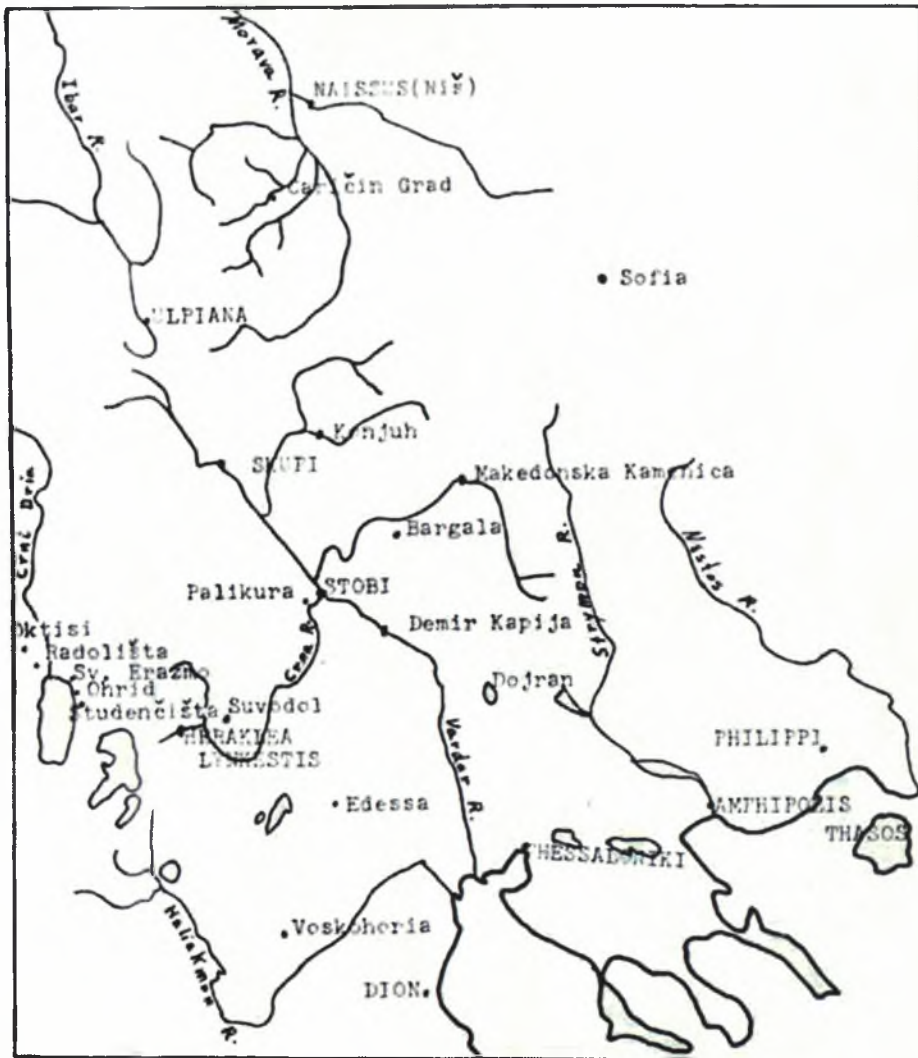 Morava R.
Ibar R.
NAISSUS(Niš)
Caričin Grad
Sofia
ULPIANA
Konjuh
SKUPI
Makedonska Kamenica
Crni Drim
Bargala
Strymon R.
Nestos R.
Palikura
STOBI
Crna R.
Demir Kapija
Oktisi
Radolišta
Sv. Erazmo
Ohrid
Studenčišta
Suvodol
Dojran
HERAKLEA
LYNKESTIS
Vardar R.
PHILIPPI
Edessa
AMPHIPOLIS
THASOS
THESSALONIKI
Haliakmon R.
Voskohoria
DION